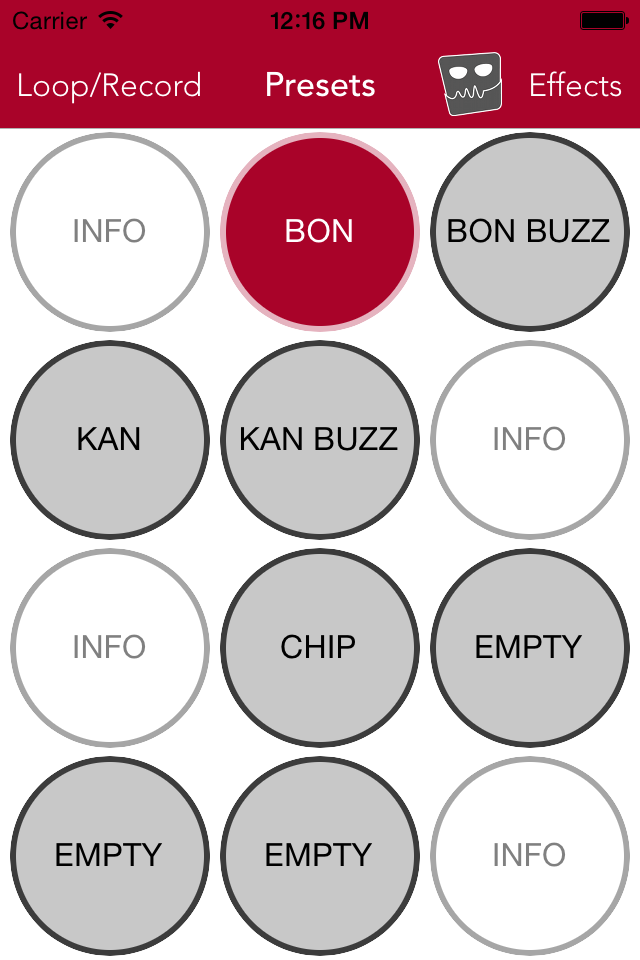 Carrier 12:16 PM
Loop/Record Presets Effects
INFO BON BON BUZZ
KAN KAN BUZZ INFO
INFO CHIP EMPTY
EMPTY EMPTY INFO